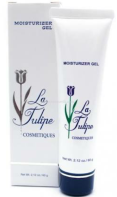 MOISTURIZER
GEL
La
Tulipe
COSMETIQUES
MOISTURIZER GEL
La
Tulipe
COSMETIQUES